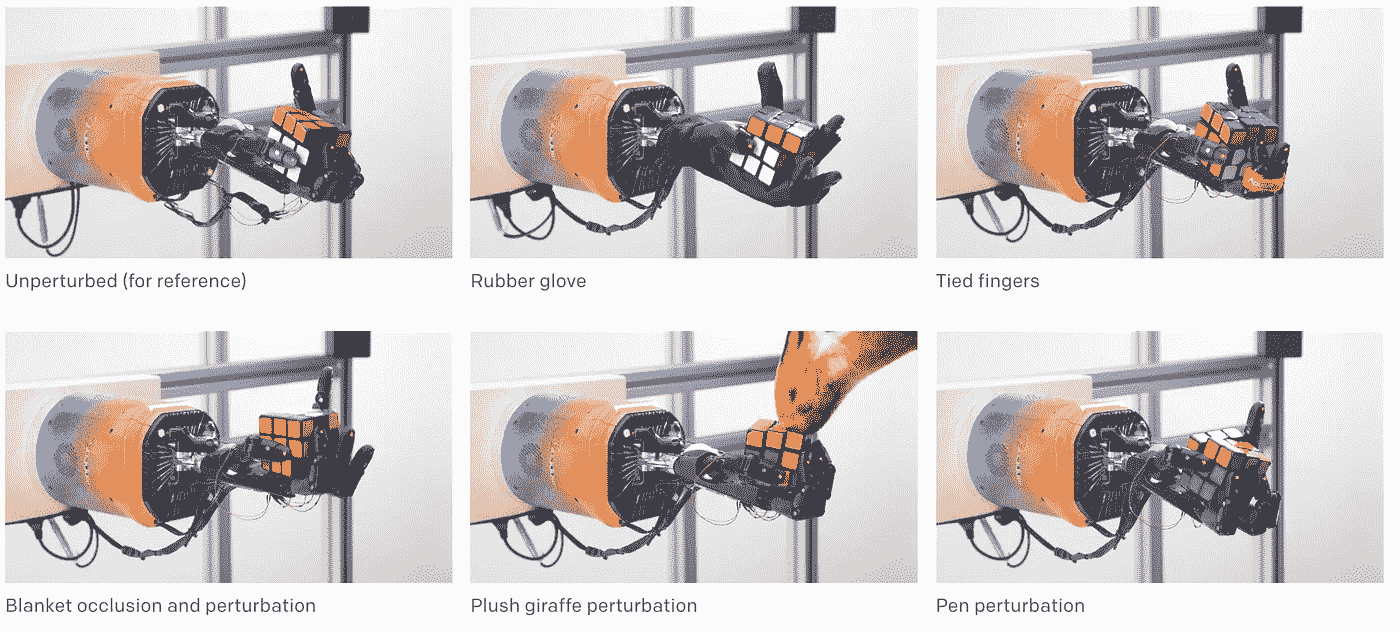 Unperturbed (for reference)
Rubber glove
Tied fingers
Blanket occlusion and perturbation
Plush giraffe perturbation
Pen perturbation